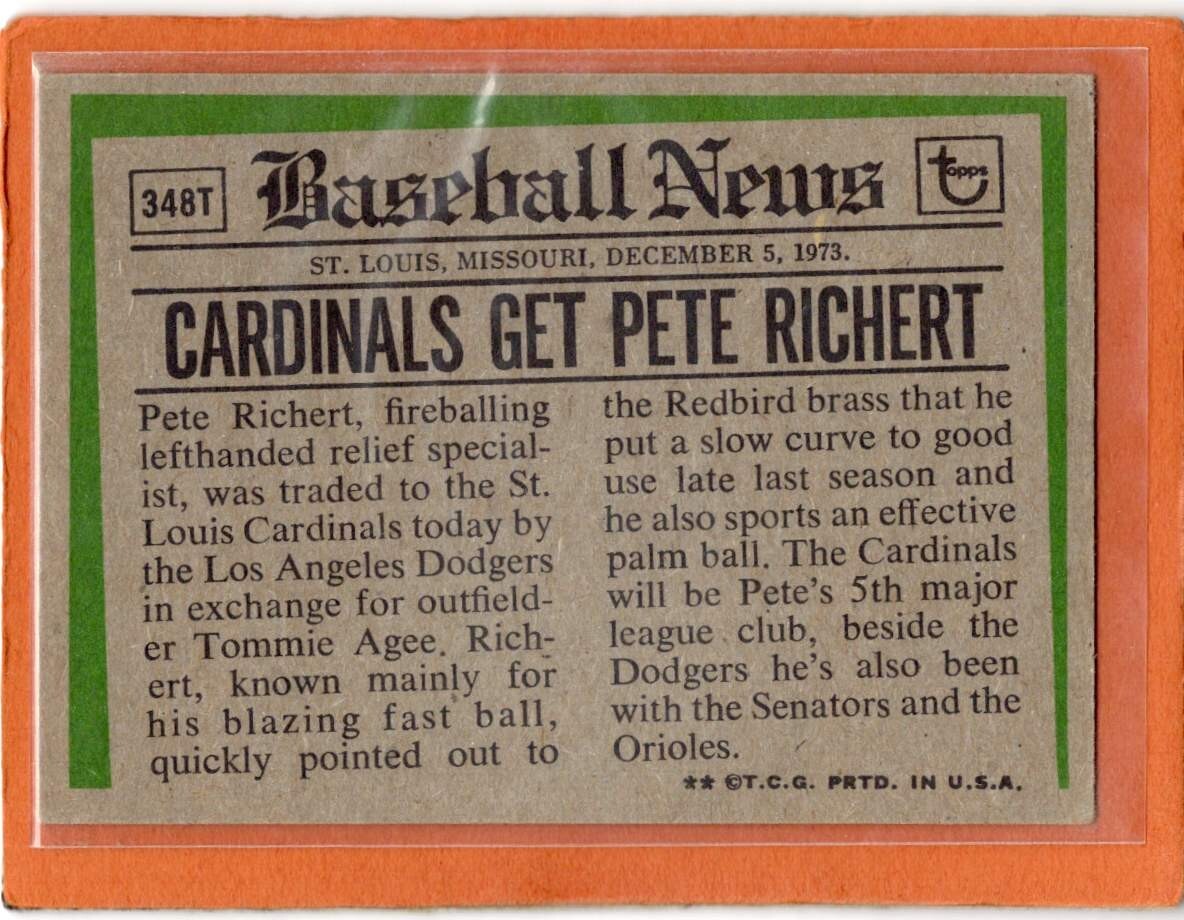 348T
Baseball News
topps
ST. LOUIS, MISSOURI, DECEMBER 5, 1973.
CARDINALS GET PETE RICHERT
Pete Richert, fireballing
lefthanded relief special-
ist, was traded to the St.
Louis Cardinals today by
the Los Angeles Dodgers
in exchange for outfield-
er Tommie Agee. Rich-
ert, known mainly for
his blazing fast ball,
quickly pointed out to
the Redbird brass that he
put a slow curve to good
use late last season and
he also sports an effective
palm ball. The Cardinals
will be Pete's 5th major
league club, beside the
Dodgers he's also been
with the Senators and the
Orioles.
** ©T.C.G. PRTD. IN U.S.A.